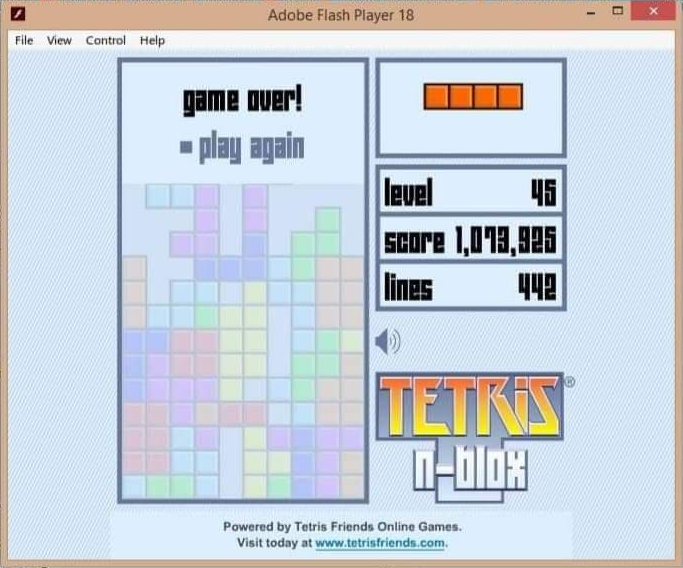 Adobe Flash Player 18
File View Control Help
game over!
play again
level 45
score 1,073,925
lines 442
TETRIS®
n-blox
Powered by Tetris Friends Online Games.
Visit today at www.tetrisfriends.com.